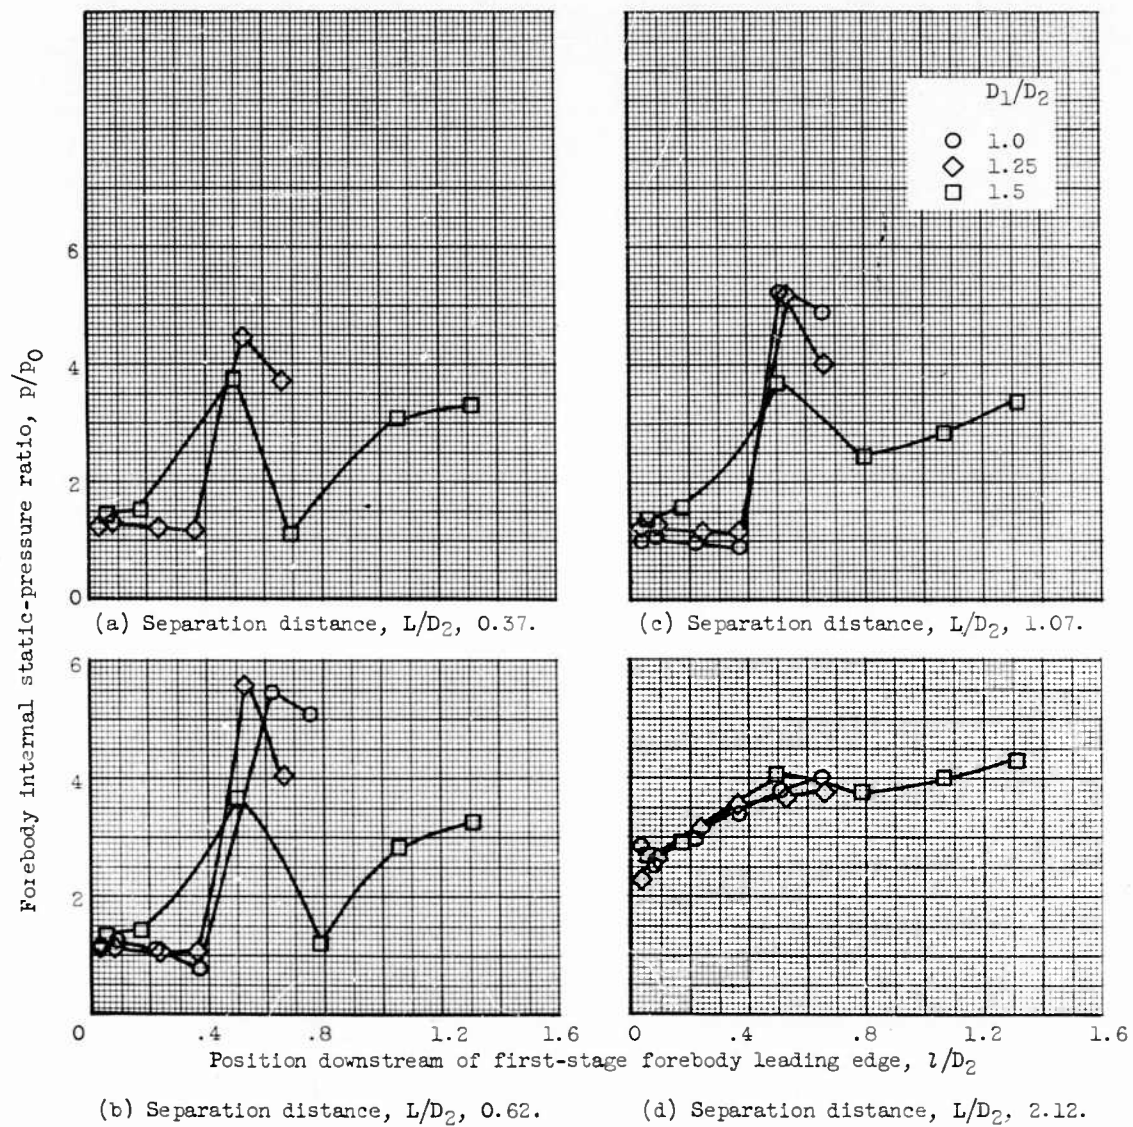 D1/D2
1.0
1.25
1.5
Forebody internal static-pressure ratio, p/p0
6
4
2
0
(a) Separation distance, L/D2, 0.37.
(c) Separation distance, L/D2, 1.07.
6
4
2
0 .4 .8 1.2 1.6
0 .4 .8 1.2 1.6
Position downstream of first-stage forebody leading edge, l/D2
(b) Separation distance, L/D2, 0.62.
(d) Separation distance, L/D2, 2.12.